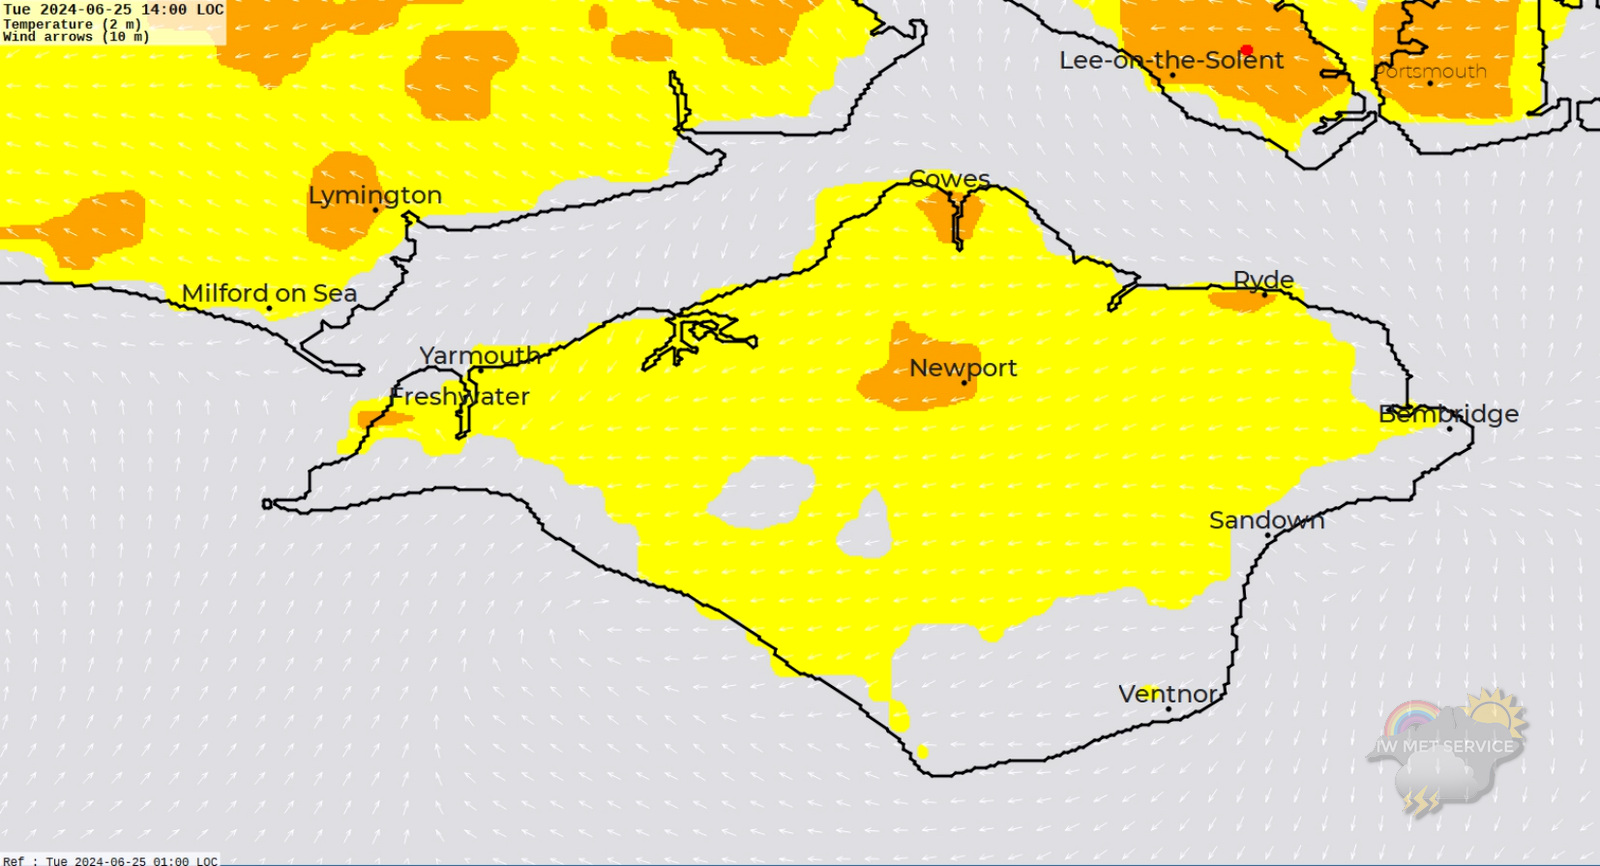 Tue 2024-06-25 14:00 LOC
Temperature (2 m)
Wind arrows (10 m)
Lee-on-the-Solent
Portsmouth
Cowes
Lymington
Ryde
Milford on Sea
Yarmouth
Newport
Freshwater
Bembridge
Sandown
Ventnor
IW MET SERVICE
Ref : Tue 2024-06-25 01:00 LOC